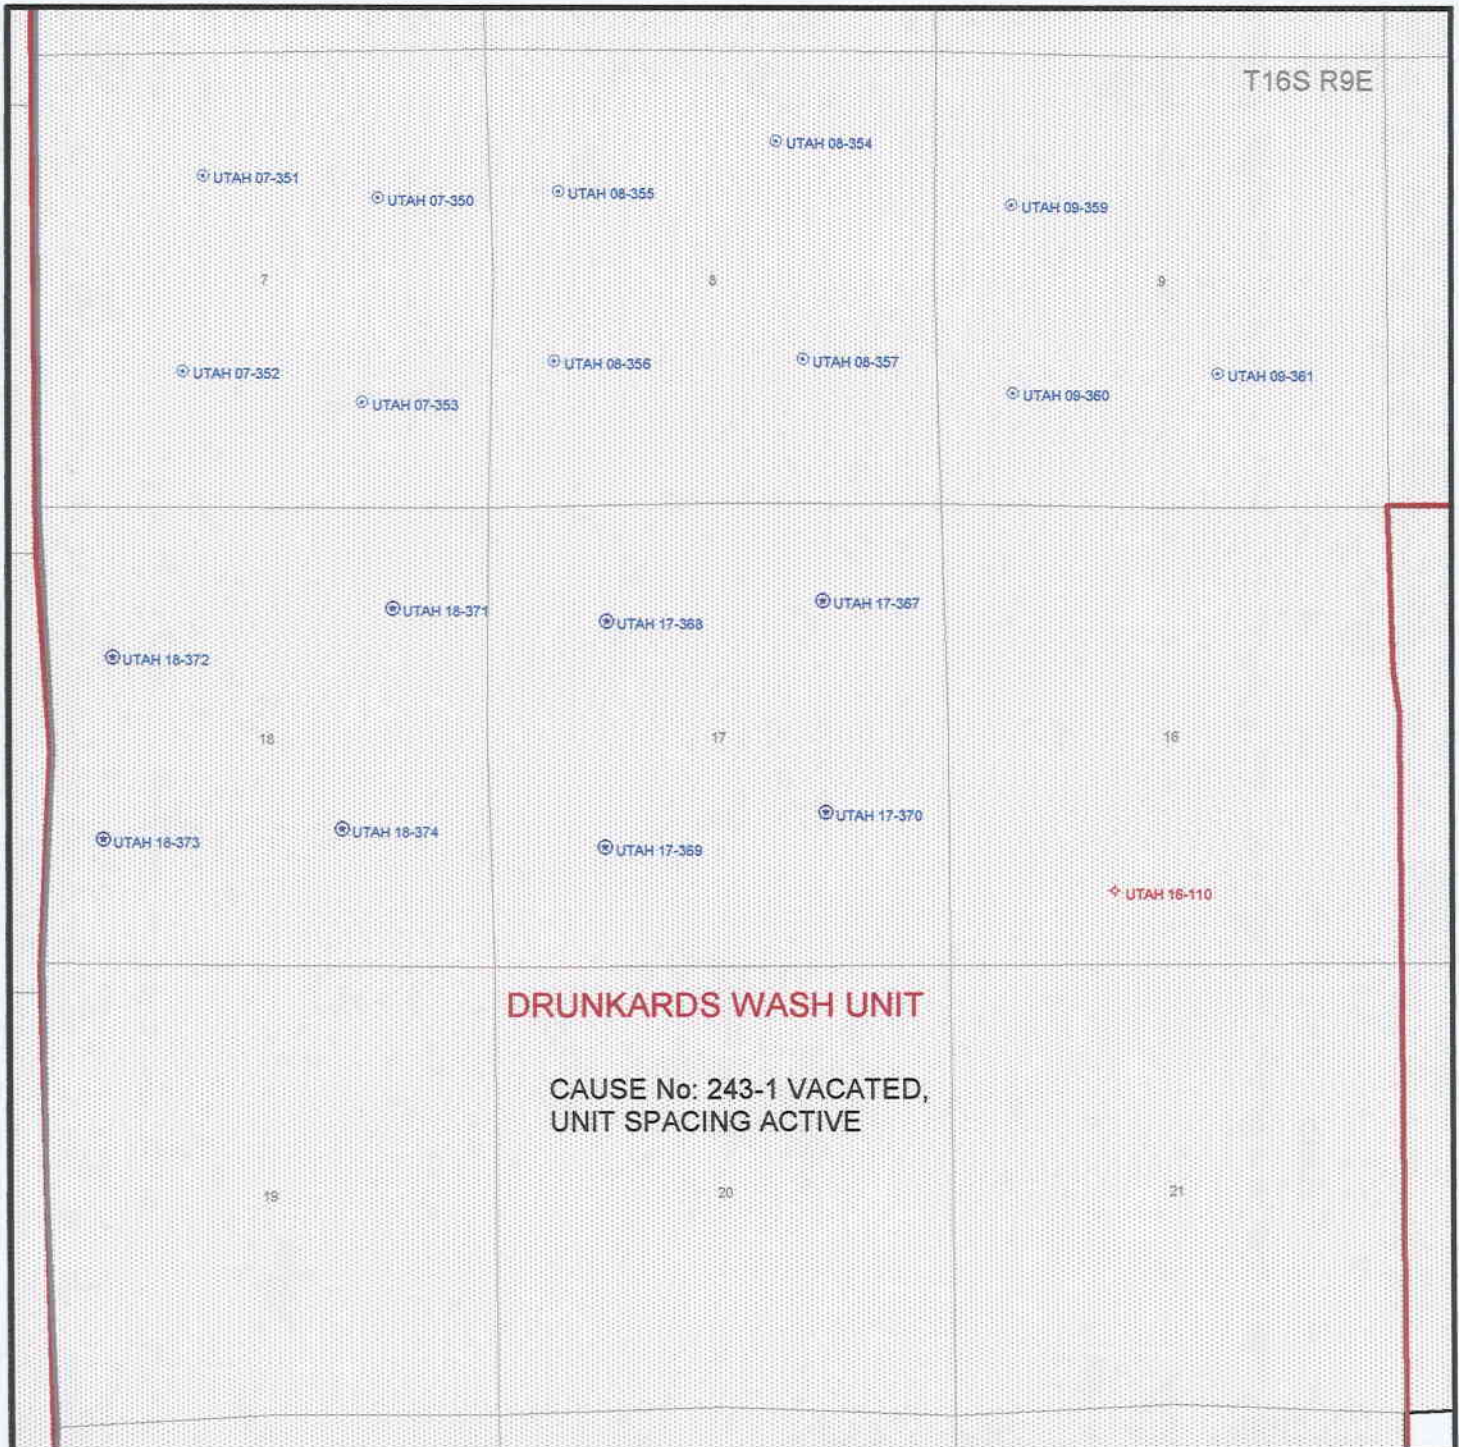 T16S R9E
UTAH 08-354
UTAH 07-351
UTAH 07-350
UTAH 08-355
UTAH 09-359
7
8
9
UTAH 07-352
UTAH 07-353
UTAH 08-356
UTAH 08-357
UTAH 09-360
UTAH 09-361
UTAH 18-371
UTAH 17-368
UTAH 17-367
UTAH 18-372
18
17
16
UTAH 18-373
UTAH 18-374
UTAH 17-369
UTAH 17-370
UTAH 16-110
DRUNKARDS WASH UNIT
CAUSE No: 243-1 VACATED,
UNIT SPACING ACTIVE
19
20
21